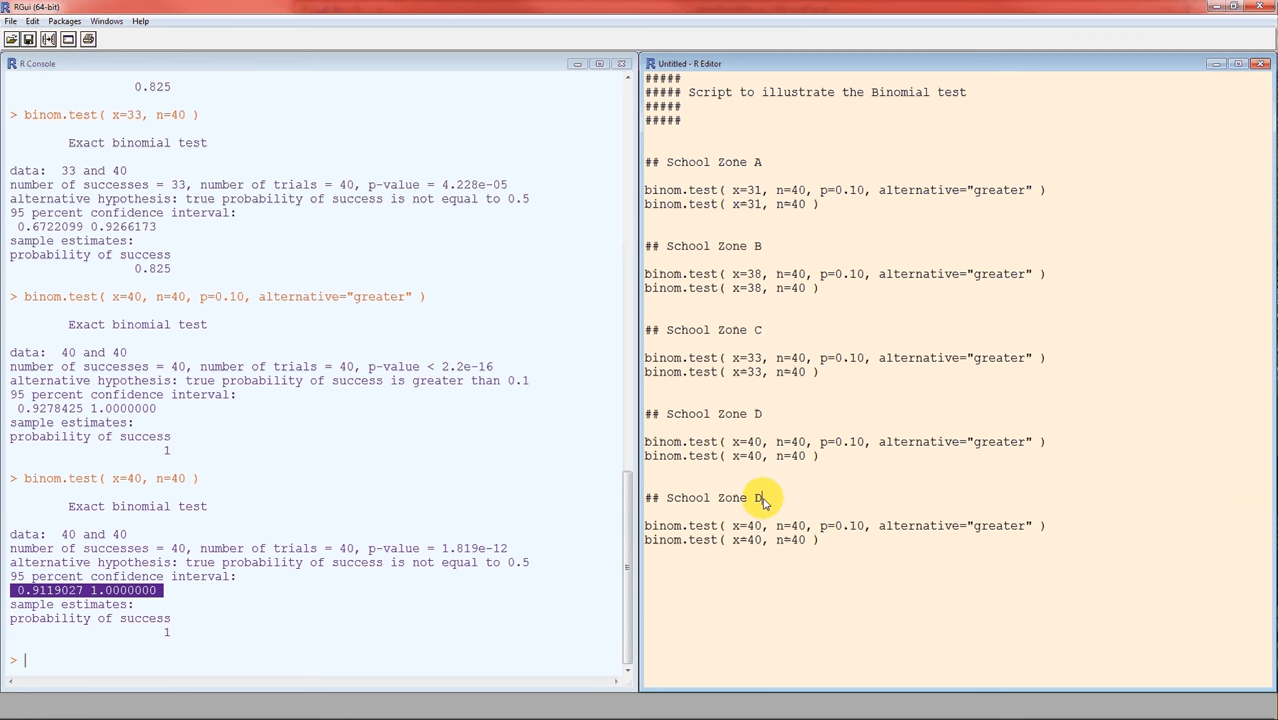 RGui (64-bit)
File Edit Packages Windows Help
R Console
0.825
> binom.test( x=33, n=40 )
Exact binomial test
data:  33 and 40
number of successes = 33, number of trials = 40, p-value = 4.228e-05
alternative hypothesis: true probability of success is not equal to 0.5
95 percent confidence interval:
0.6722099 0.9266173
sample estimates:
probability of success
0.825
> binom.test( x=40, n=40, p=0.10, alternative="greater" )
Exact binomial test
data:  40 and 40
number of successes = 40, number of trials = 40, p-value < 2.2e-16
alternative hypothesis: true probability of success is greater than 0.1
95 percent confidence interval:
0.9278425 1.0000000
sample estimates:
probability of success
1
> binom.test( x=40, n=40 )
Exact binomial test
data:  40 and 40
number of successes = 40, number of trials = 40, p-value = 1.819e-12
alternative hypothesis: true probability of success is not equal to 0.5
95 percent confidence interval:
0.9119027 1.0000000
sample estimates:
probability of success
1
>
Untitled - R Editor
#####
##### Script to illustrate the Binomial test
#####
#####
## School Zone A
binom.test( x=31, n=40, p=0.10, alternative="greater" )
binom.test( x=31, n=40 )
## School Zone B
binom.test( x=38, n=40, p=0.10, alternative="greater" )
binom.test( x=38, n=40 )
## School Zone C
binom.test( x=33, n=40, p=0.10, alternative="greater" )
binom.test( x=33, n=40 )
## School Zone D
binom.test( x=40, n=40, p=0.10, alternative="greater" )
binom.test( x=40, n=40 )
## School Zone D
binom.test( x=40, n=40, p=0.10, alternative="greater" )
binom.test( x=40, n=40 )